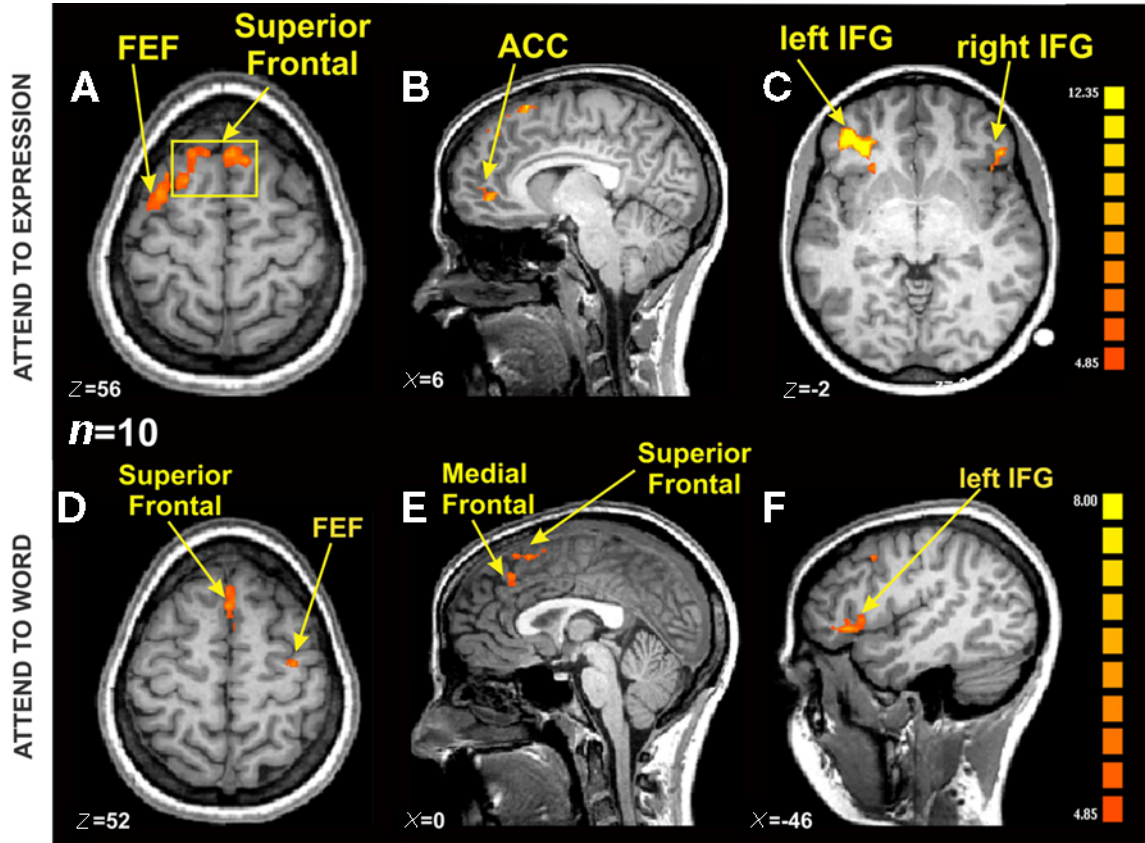 ATTEND TO EXPRESSION
FEF
Superior
Frontal
ACC
left IFG
right IFG
A
B
C
12.35
4.85
Z=56
X=6
Z=-2
n=10
ATTEND TO WORD
Superior
Frontal
FEF
Medial
Frontal
Superior
Frontal
left IFG
D
E
F
8.00
4.85
Z=52
X=0
X=-46